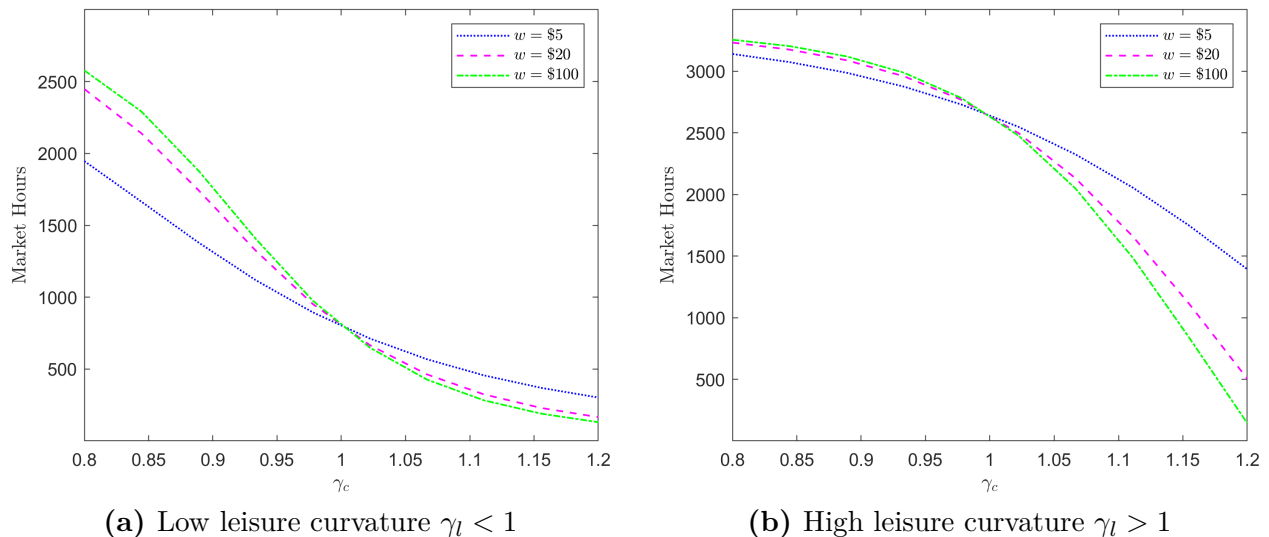 w = $5
w = $20
w = $100
2500
2000
1500
1000
500
Market Hours
0.8 0.85 0.9 0.95 1 1.05 1.1 1.15 1.2
γc
(a) Low leisure curvature γl < 1
w = $5
w = $20
w = $100
3000
2500
2000
1500
1000
500
Market Hours
0.8 0.85 0.9 0.95 1 1.05 1.1 1.15 1.2
γc
(b) High leisure curvature γl > 1